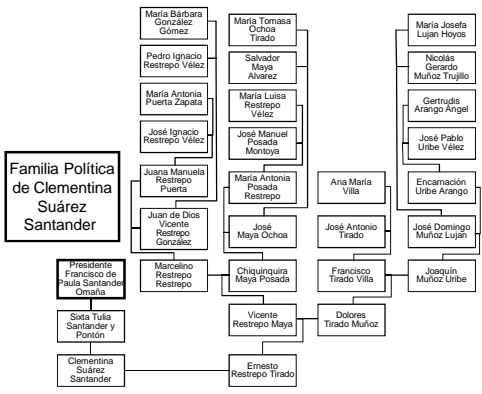 María Bárbara
González
Gómez
María Tomasa
Ochoa
Tirado
María Josefa
Lujan Hoyos
Pedro Ignacio
Restrepo Vélez
Salvador
Maya
Alvarez
Nicolás
Gerardo
Muñoz Trujillo
María Antonia
Puerta Zapata
María Luisa
Restrepo
Vélez
Gertrudis
Arango Ángel
José Ignacio
Restrepo Vélez
José Manuel
Posada
Montoya
José Pablo
Uribe Vélez
Familia Política
de Clementina
Suárez
Santander
Juana Manuela
Restrepo
Puerta
María Antonia
Posada
Restrepo
Ana María
Villa
Encarnación
Uribe Arango
Juan de Dios
Vicente
Restrepo
González
José
Maya Ochoa
José Antonio
Tirado
José Domingo
Muñoz Lujan
Presidente
Francisco de
Paula Santander
Omaña
Marcelino
Restrepo
Restrepo
Chiquinquira
Maya Posada
Francisco
Tirado Villa
Joaquín
Muñoz Uribe
Sixta Tulia
Santander y
Pontón
Vicente
Restrepo Maya
Dolores
Tirado Muñoz
Clementina
Suárez
Santander
Ernesto
Restrepo Tirado